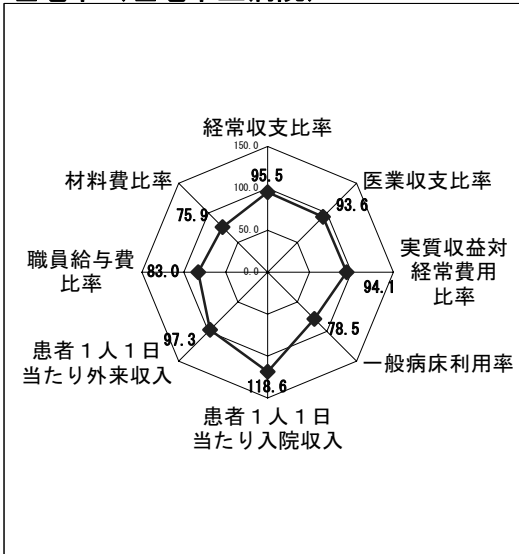 経常収支比率
150.0
95.5
医業収支比率
93.6
材料費比率
75.9
100.0
50.0
0.0
職員給与費
比率
83.0
実質収益対
経常費用
比率
94.1
78.5
一般病床利用率
97.3
患者１人１日
当たり外来収入
118.6
患者１人１日
当たり入院収入